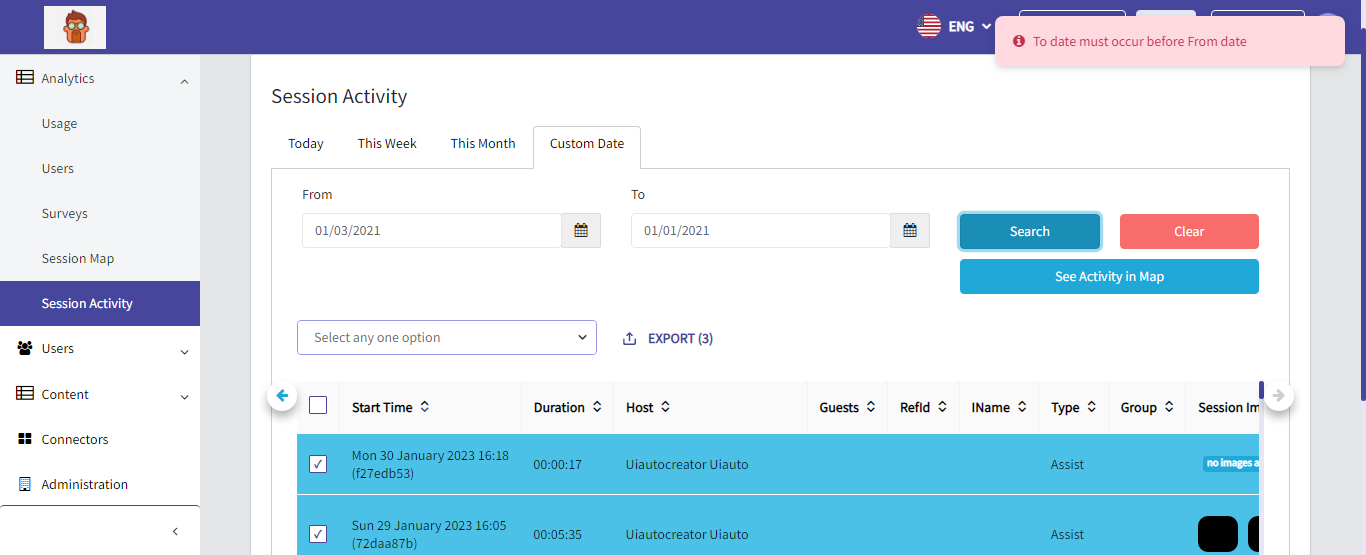 ENG
To date must occur before From date
Analytics
Usage
Users
Surveys
Session Map
Session Activity
Users
Content
Connectors
Administration
Session Activity
Today
This Week
This Month
Custom Date
From
To
01/03/2021
01/01/2021
Search
Clear
See Activity in Map
Select any one option
EXPORT (3)
Start Time
Duration
Host
Guests
RefId
IName
Type
Group
Session Im
Mon 30 January 2023 16:18
(f27edb53)
00:00:17
Uiautocreator Uiauto
Assist
no images a
Sun 29 January 2023 16:05
(72daa87b)
00:05:35
Uiautocreator Uiauto
Assist